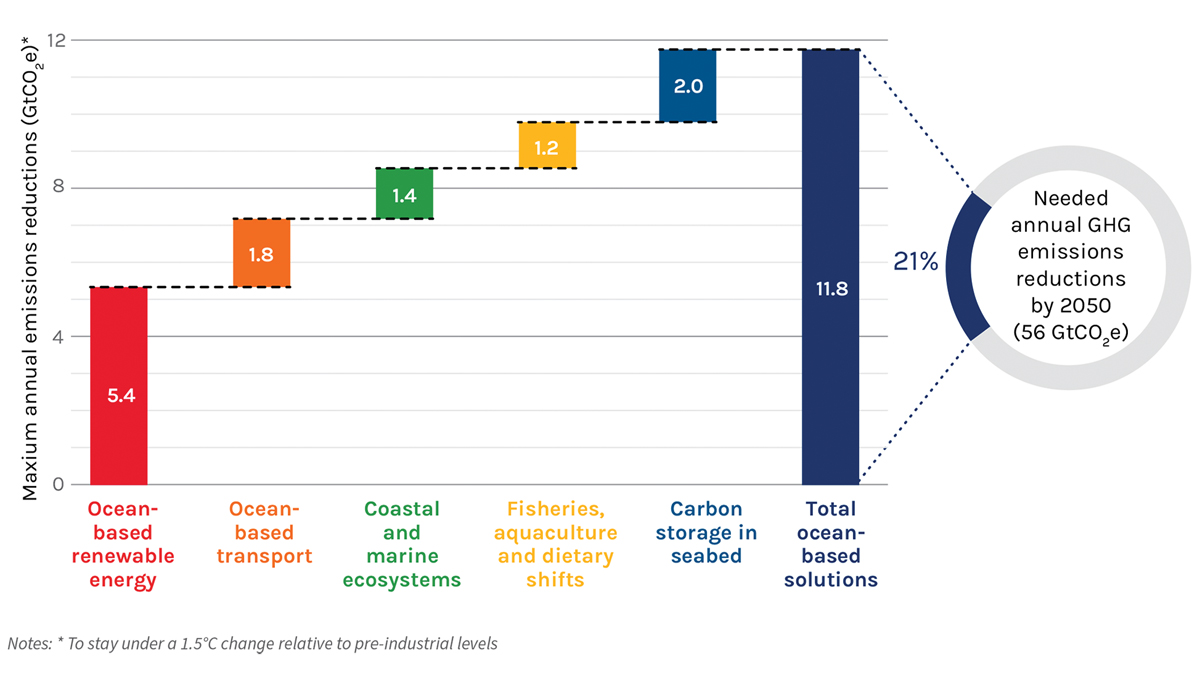 Maxium annual emissions reductions (GtCO₂e)*
12
8
4
0
5.4
1.8
1.4
1.2
2.0
11.8
21%
Needed
annual GHG
emissions
reductions
by 2050
(56 GtCO₂e)
Ocean-
based
renewable
energy
Ocean-
based
transport
Coastal
and
marine
ecosystems
Fisheries,
aquaculture
and dietary
shifts
Carbon
storage in
seabed
Total
ocean-
based
solutions
Notes: * To stay under a 1.5°C change relative to pre-industrial levels